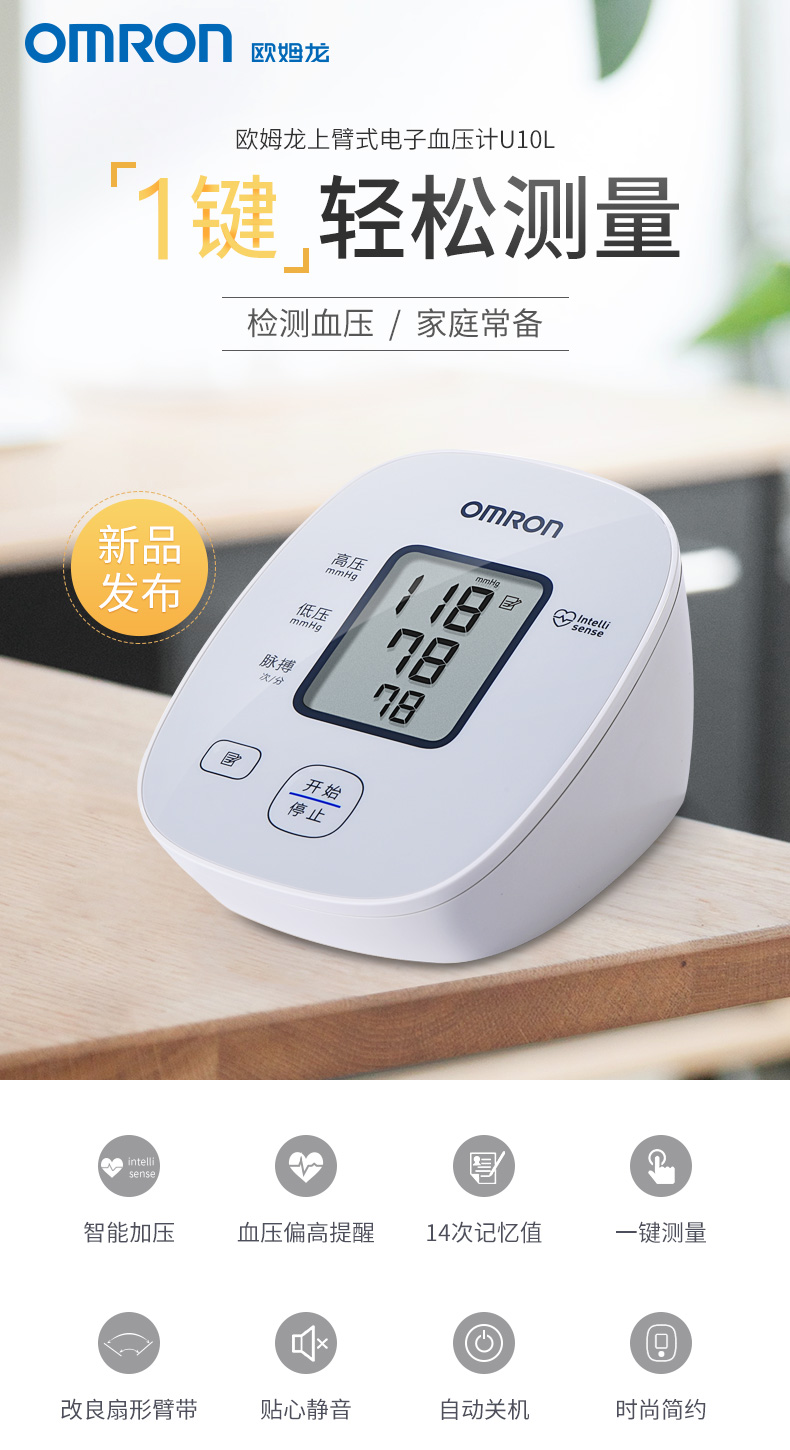 OMRON 欧姆龙
欧姆龙上臂式电子血压计U10L
「1键」轻松测量
检测血压 / 家庭常备
新品
发布
OMRON
高压
mmHg
mmHg
118
Intelli
sense
低压
mmHg
78
脉搏
次/分
78
开始
停止
intelli
sense
智能加压
血压偏高提醒
14次记忆值
一键测量
改良扇形臂带
贴心静音
自动关机
时尚简约